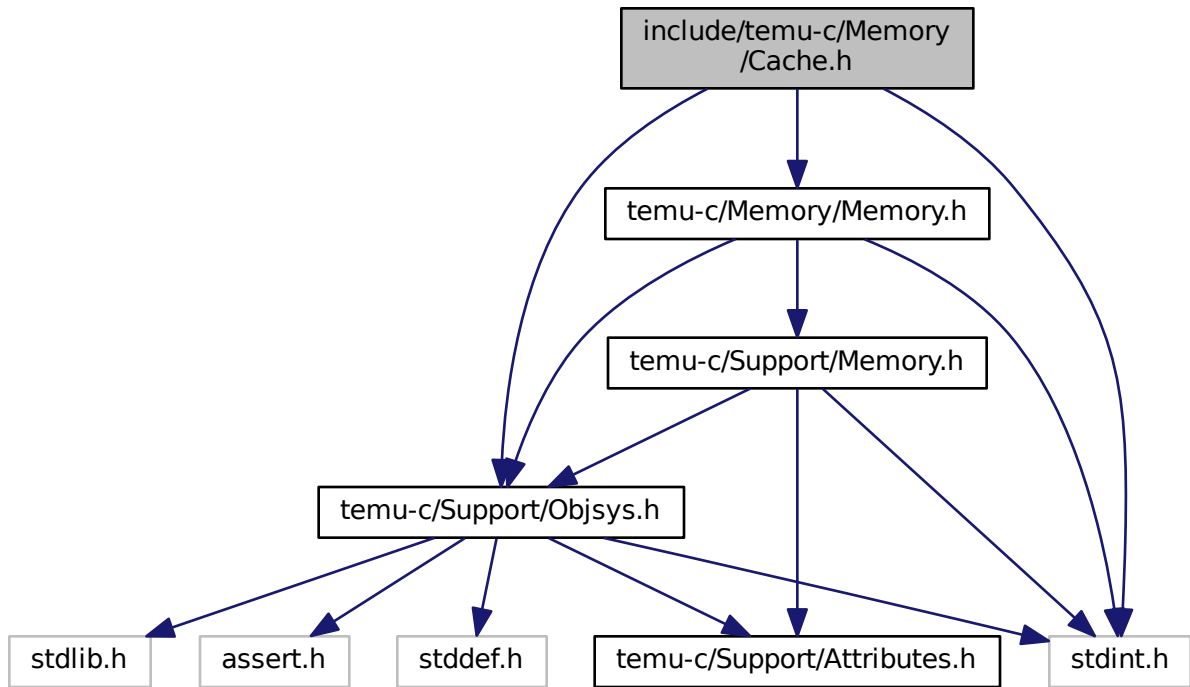 include/temu-c/Memory
/Cache.h
temu-c/Memory/Memory.h
temu-c/Support/Memory.h
temu-c/Support/Objsys.h
stdlib.h
assert.h
stddef.h
temu-c/Support/Attributes.h
stdint.h